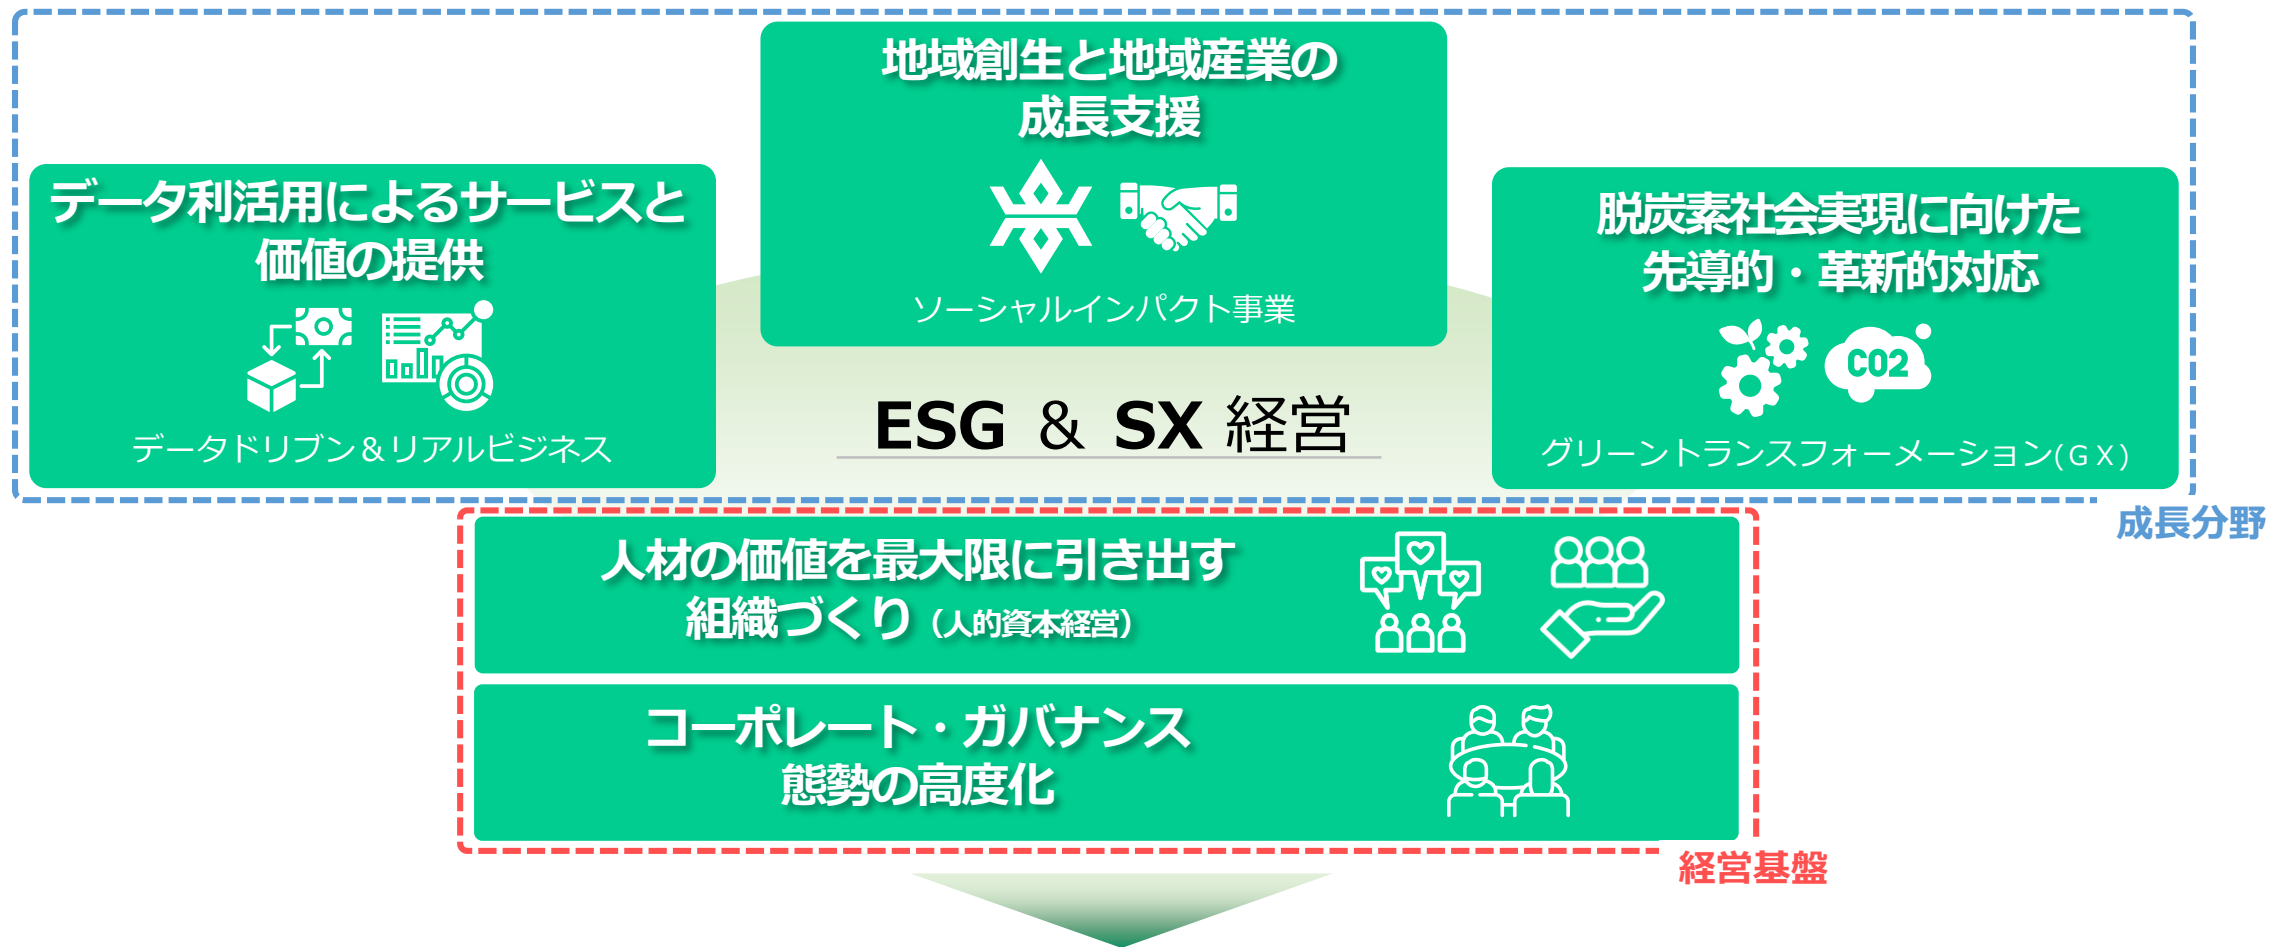 地域創生と地域産業の
成長支援
ソーシャルインパクト事業
データ利活用によるサービスと
価値の提供
データドリブン＆リアルビジネス
脱炭素社会実現に向けた
先導的・革新的対応
CO2
グリーントランスフォーメーション(ＧＸ)
ESG ＆ SX 経営
成長分野
人材の価値を最大限に引き出す
組織づくり（人的資本経営）
コーポレート・ガバナンス
態勢の高度化
経営基盤